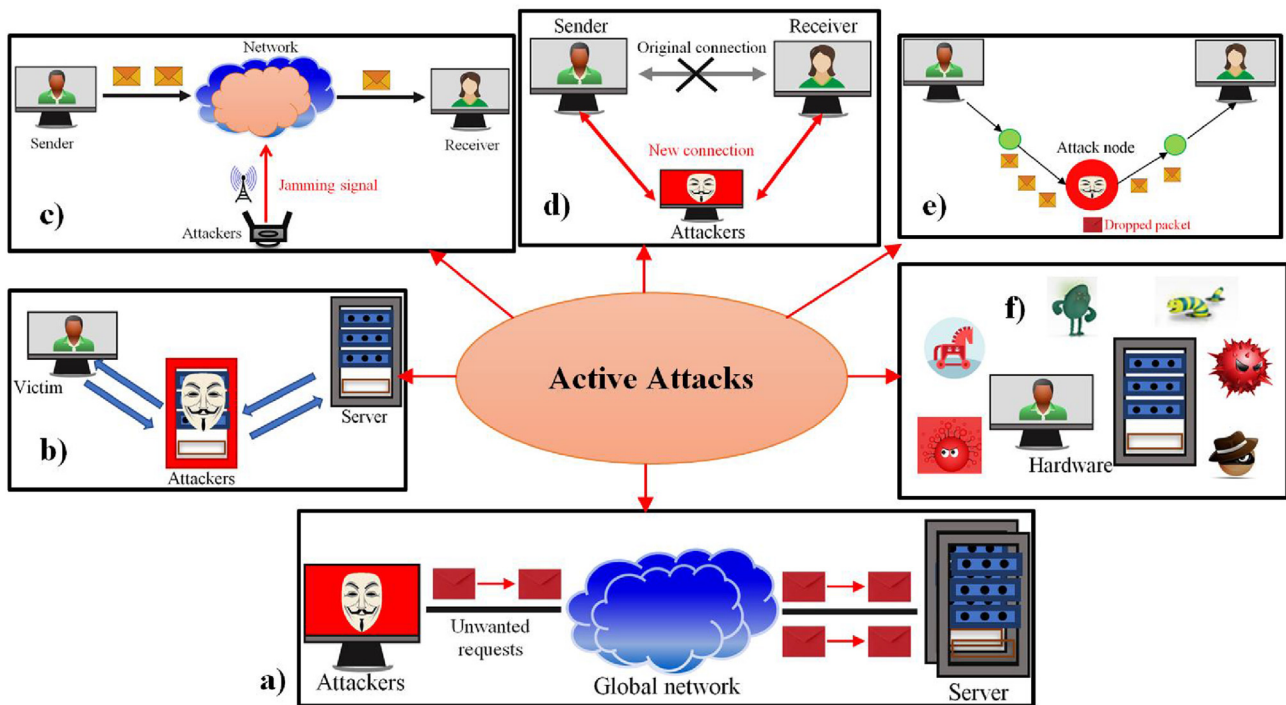 Network
Sender
Receiver
Jamming signal
Attackers
c)
Sender
Receiver
Original connection
New connection
d)
Attackers
Attack node
e)
Dropped packet
Victim
Server
b)
Attackers
Active Attacks
f)
Hardware
Unwanted
requests
a)
Attackers
Global network
Server